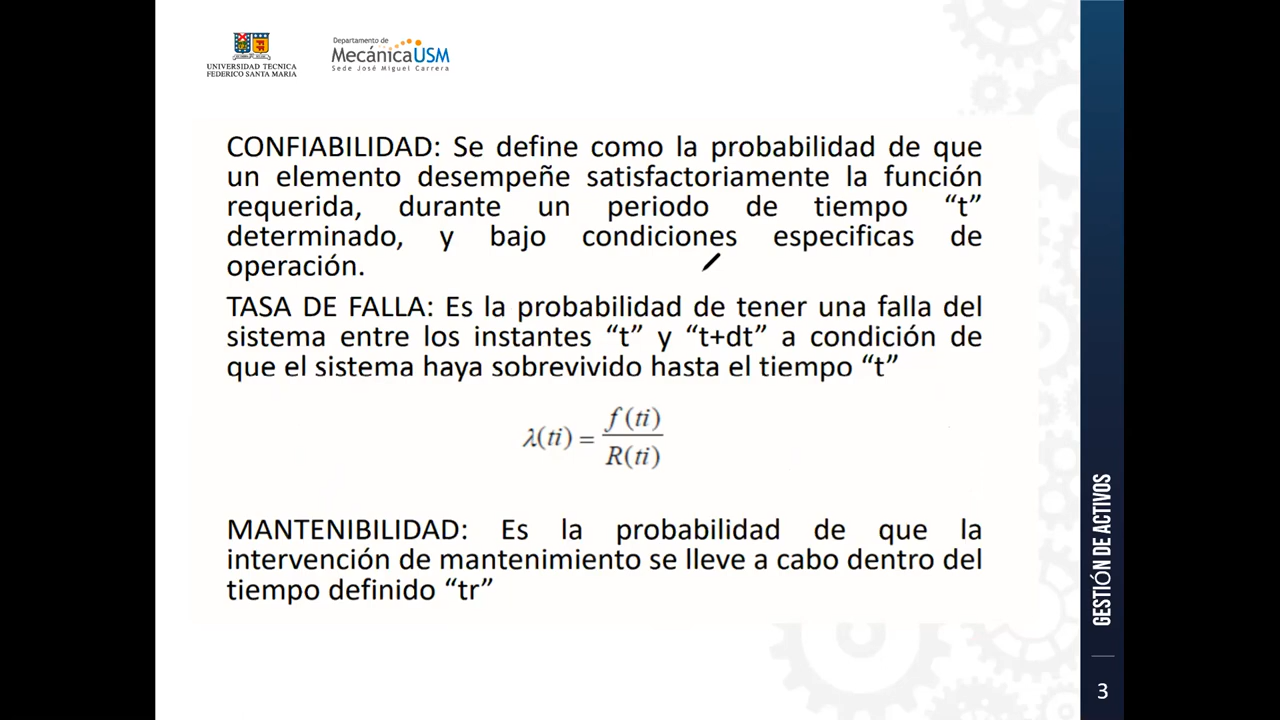 UNIVERSIDAD TECNICA
FEDERICO SANTA MARIA
Departamento de
MecánicaUSM
Sede José Miguel Carrera
CONFIABILIDAD: Se define como la probabilidad de que
un elemento desempeñe satisfactoriamente la función
requerida, durante un periodo de tiempo “t”
determinado, y bajo condiciones especificas de
operación.
TASA DE FALLA: Es la probabilidad de tener una falla del
sistema entre los instantes “t” y “t+dt” a condición de
que el sistema haya sobrevivido hasta el tiempo “t”
λ(ti) = f(ti) / R(ti)
MANTENIBILIDAD: Es la probabilidad de que la
intervención de mantenimiento se lleve a cabo dentro del
tiempo definido “tr”
GESTIÓN DE ACTIVOS
3